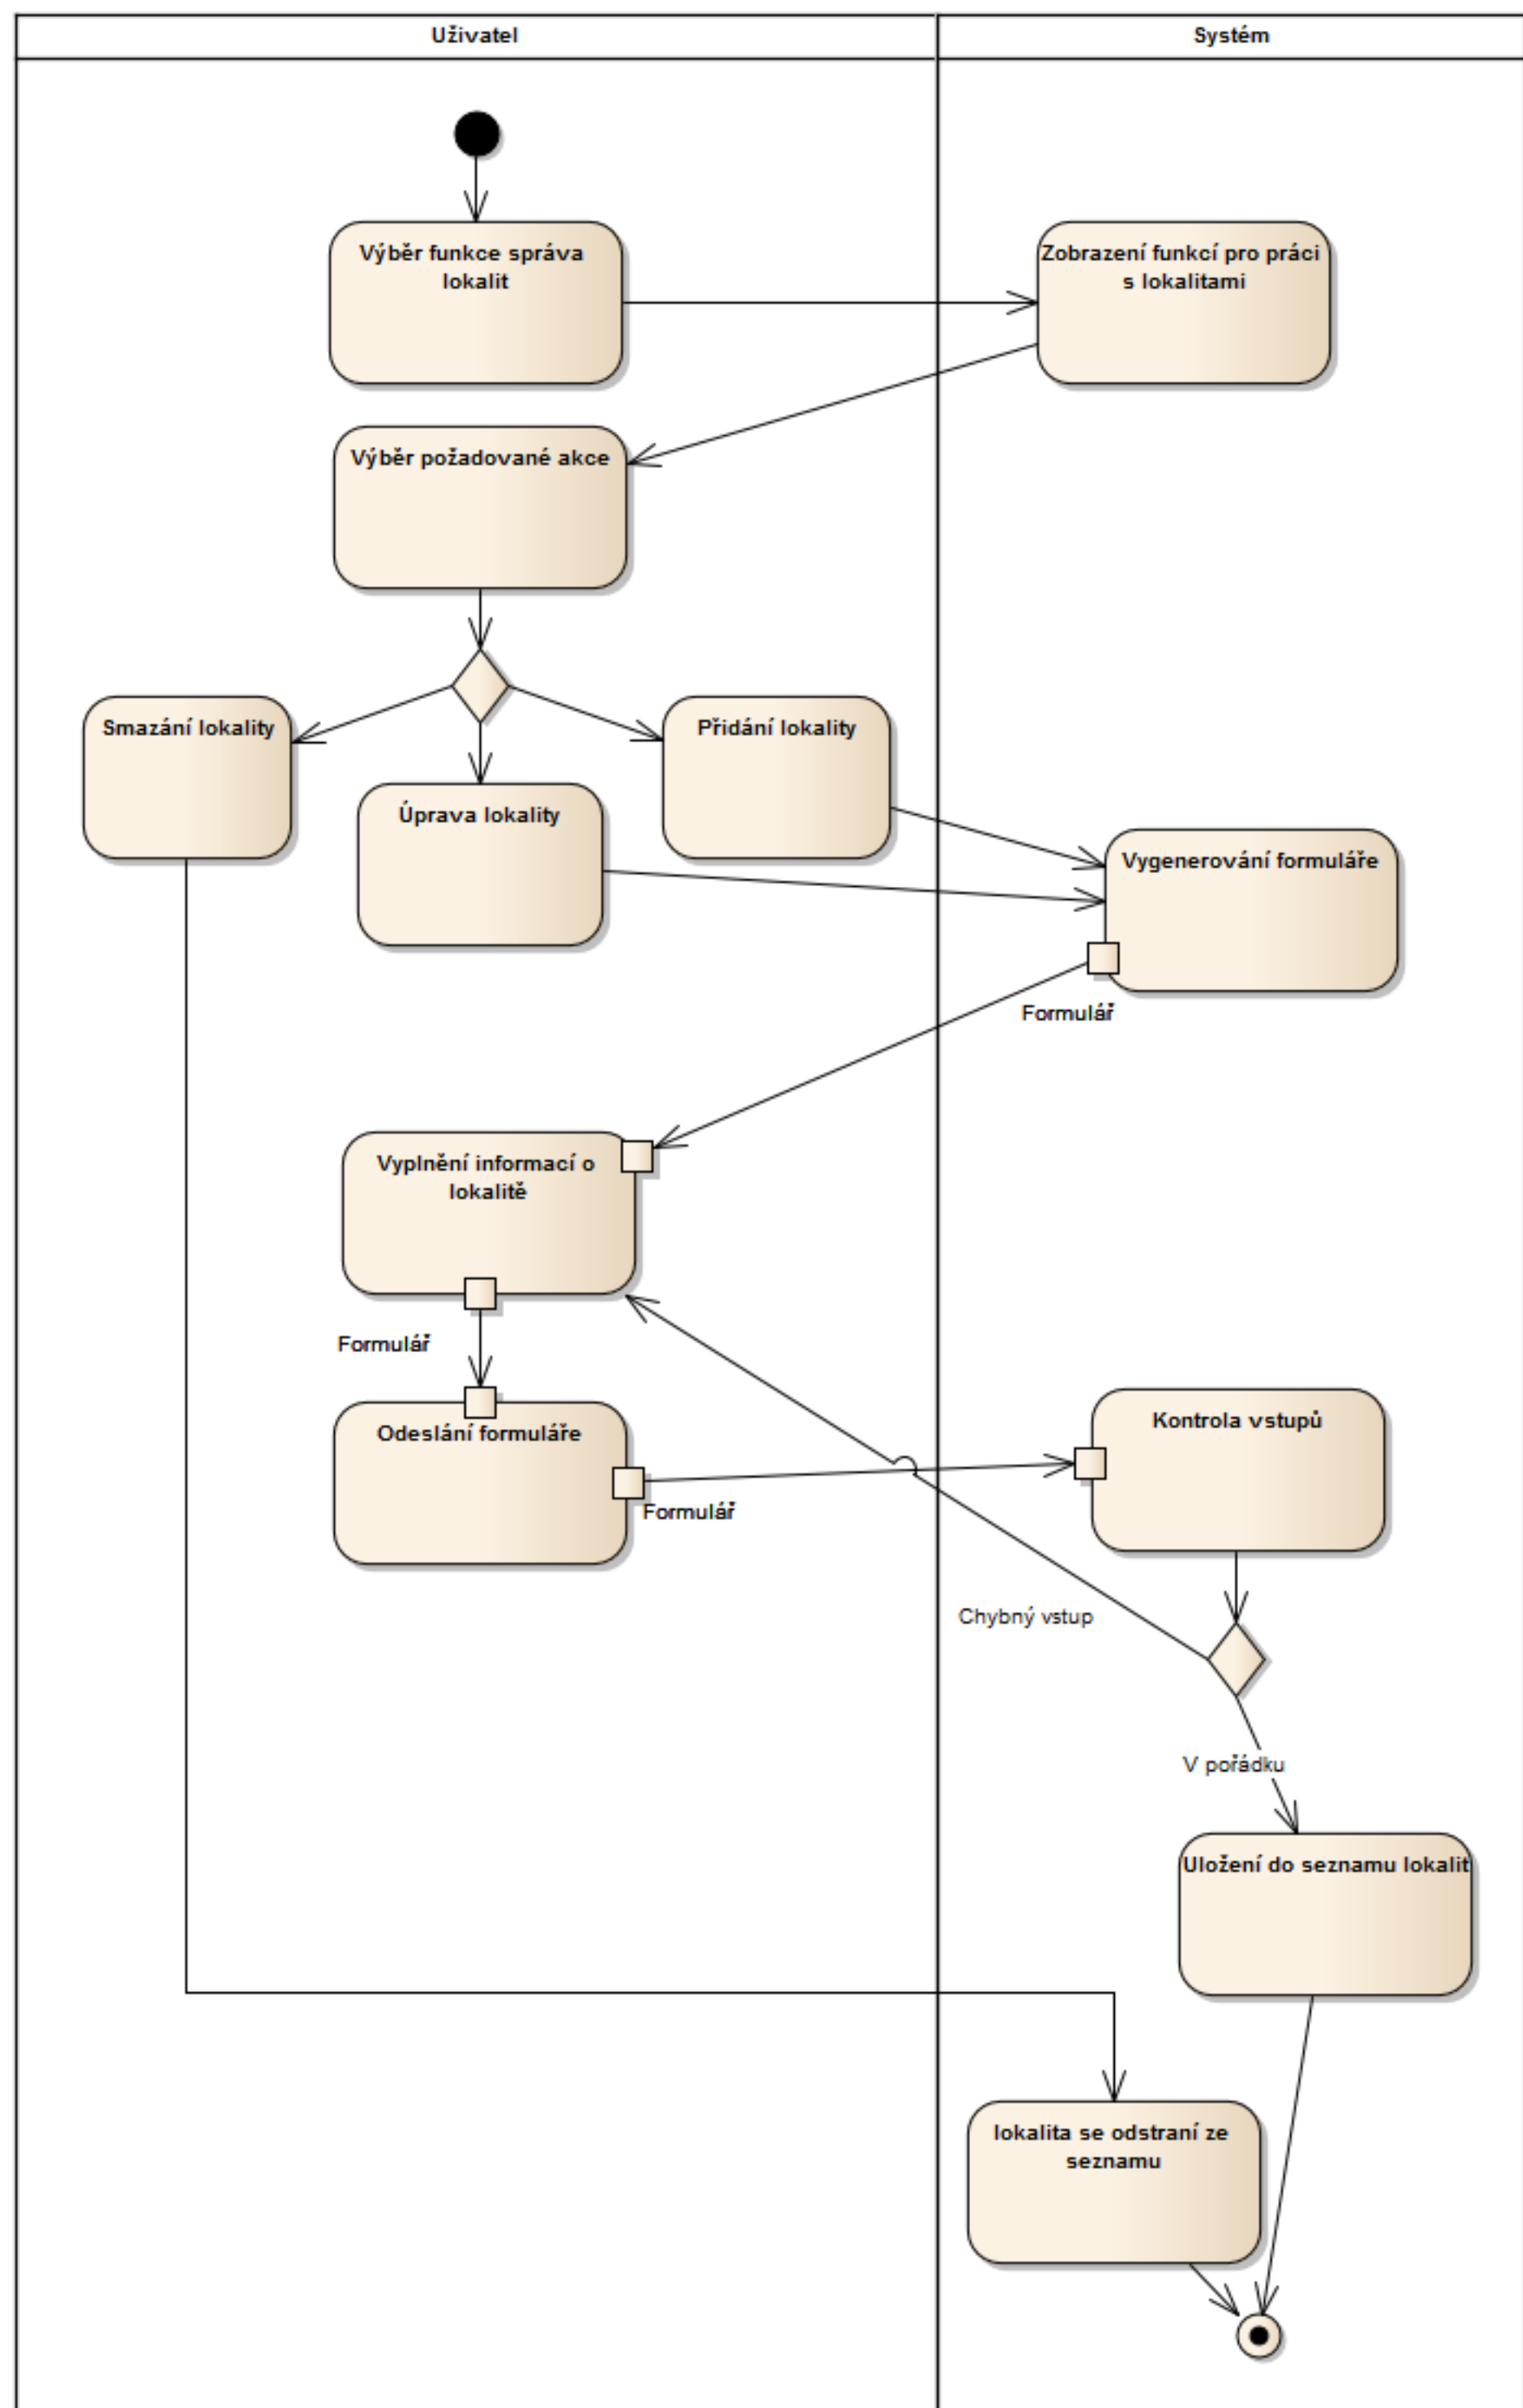 Uživatel
Systém
Výběr funkce správa
lokalit
Zobrazení funkcí pro práci
s lokalitami
Výběr požadované akce
Smazání lokality
Přidání lokality
Úprava lokality
Vygenerování formuláře
Formulář
Vyplnění informací o
lokalitě
Formulář
Odeslání formuláře
Kontrola vstupů
Formulář
Chybný vstup
V pořádku
Uložení do seznamu lokalit
lokalita se odstraní ze
seznamu